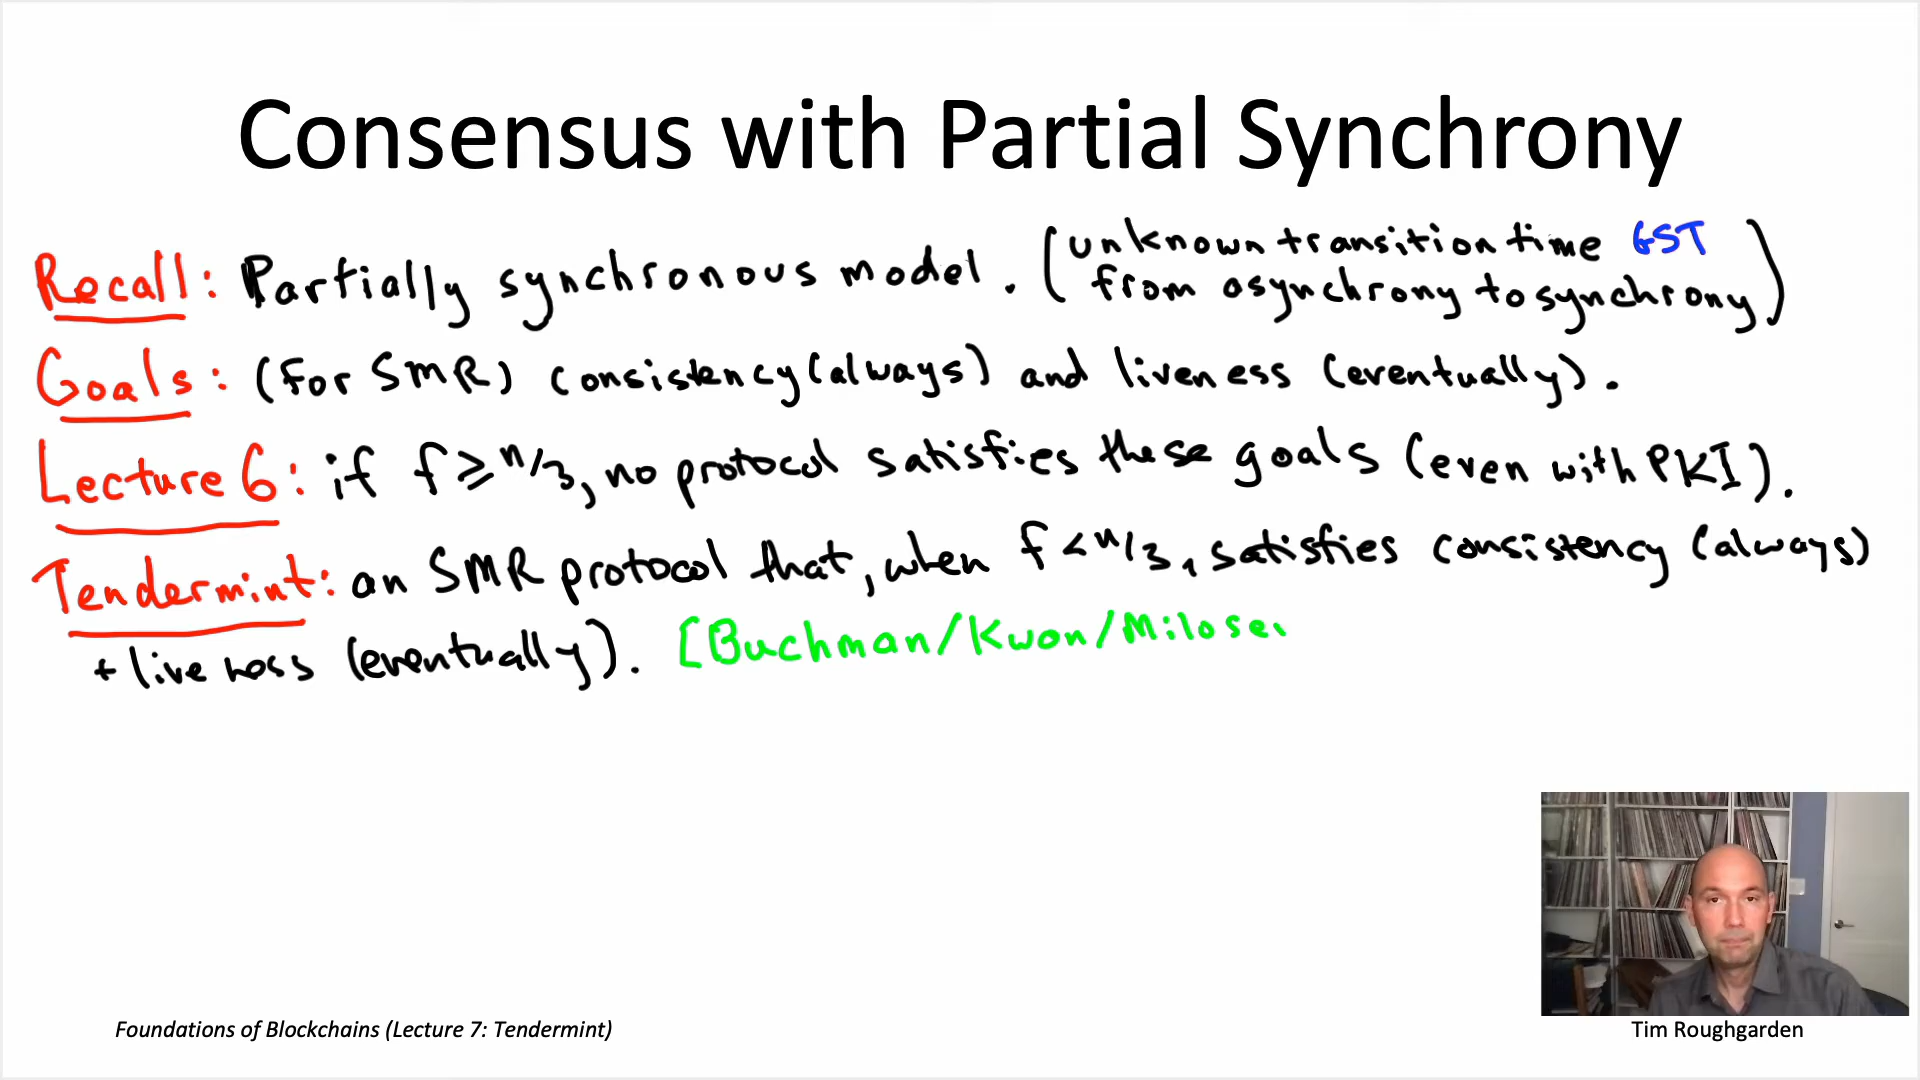 Consensus with Partial Synchrony
Recall: Partially synchronous model. (unknown transition time GST
from asynchrony to synchrony)
Goals: (for SMR) consistency (always) and liveness (eventually).
Lecture 6: if f ≥ n/3, no protocol satisfies these goals (even with PKI).
Tendermint: an SMR protocol that, when f < n/3, satisfies consistency (always)
+ liveness (eventually). [Buchman/Kwon/Milose
Foundations of Blockchains (Lecture 7: Tendermint)
Tim Roughgarden